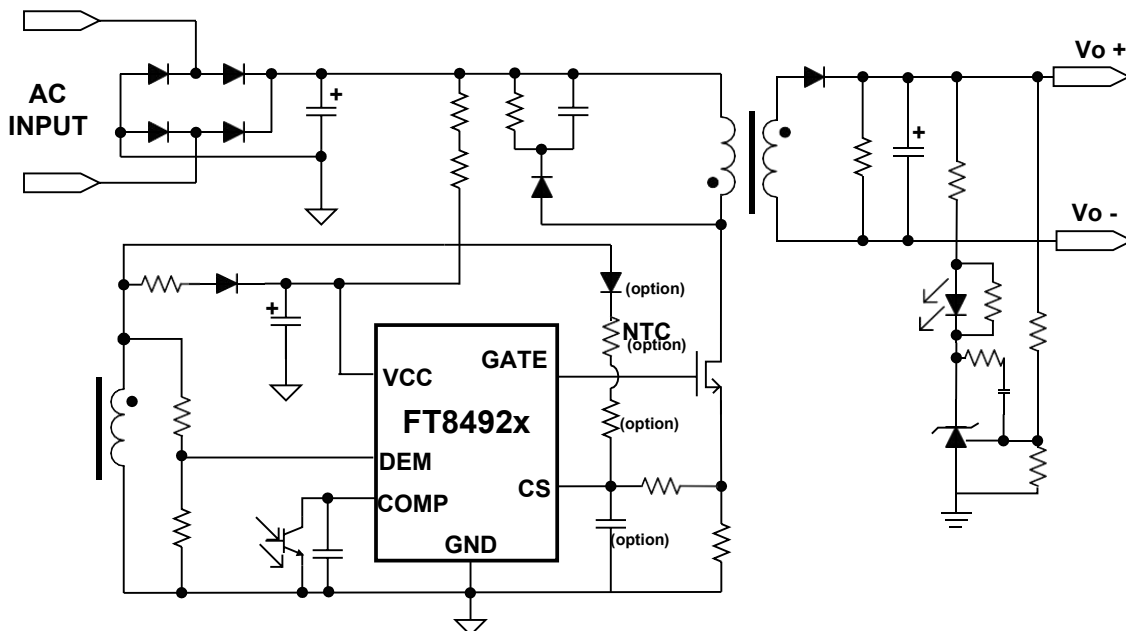 Vo +
+
AC
INPUT
+
Vo -
+
(option)
NTC
(option)
GATE
VCC
FT8492x
(option)
DEM
CS
COMP
(option)
GND